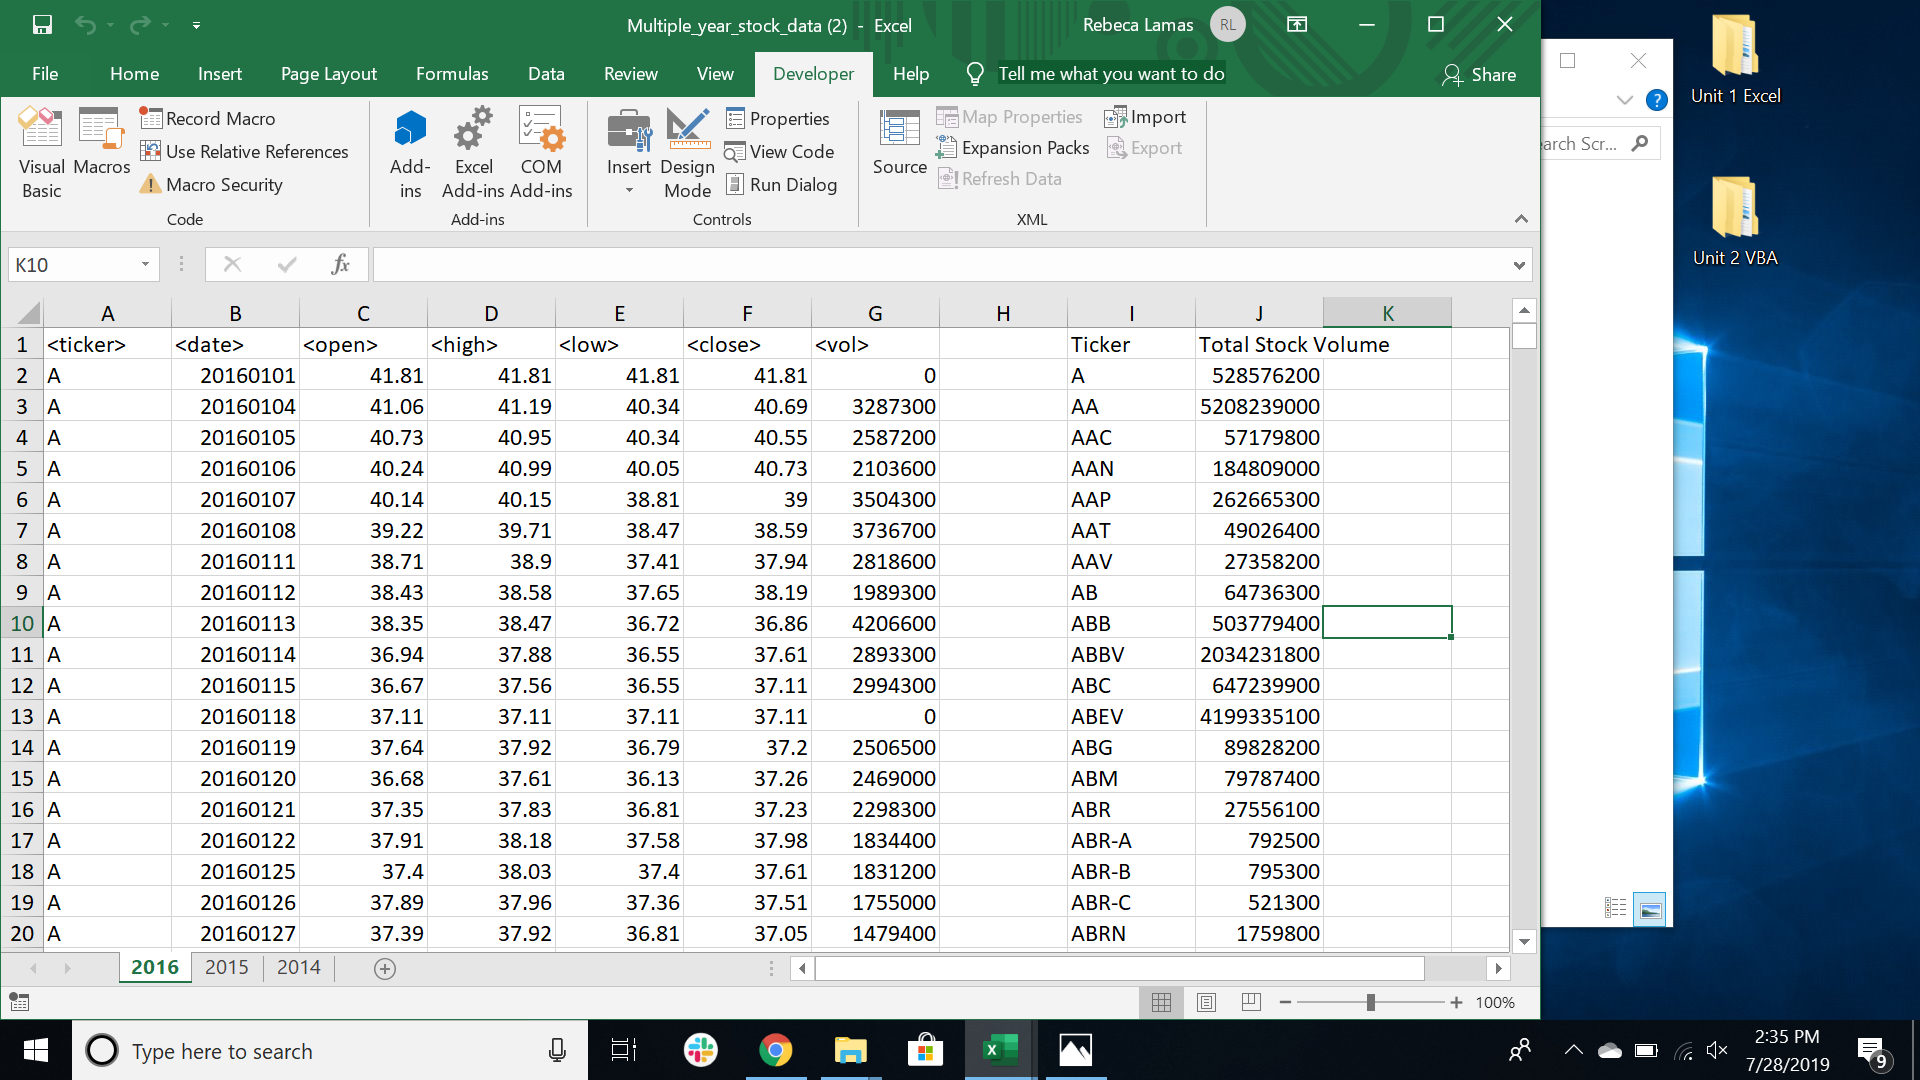 Multiple_year_stock_data (2) - Excel
Rebeca Lamas RL
File Home Insert Page Layout Formulas Data Review View Developer Help Tell me what you want to do Share
Visual Basic
Macros
Record Macro
Use Relative References
Macro Security
Code
Add-ins
Excel Add-ins
COM Add-ins
Add-ins
Insert
Design Mode
Properties
View Code
Run Dialog
Controls
Source
Map Properties
Expansion Packs
Refresh Data
Import
Export
XML
K10
fx
A B C D E F G H I J K
1 <ticker> <date> <open> <high> <low> <close> <vol> Ticker Total Stock Volume
2 A 20160101 41.81 41.81 41.81 41.81 0 A 528576200
3 A 20160104 41.06 41.19 40.34 40.69 3287300 AA 5208239000
4 A 20160105 40.73 40.95 40.34 40.55 2587200 AAC 57179800
5 A 20160106 40.24 40.99 40.05 40.73 2103600 AAN 184809000
6 A 20160107 40.14 40.15 38.81 39 3504300 AAP 262665300
7 A 20160108 39.22 39.71 38.47 38.59 3736700 AAT 49026400
8 A 20160111 38.71 38.9 37.41 37.94 2818600 AAV 27358200
9 A 20160112 38.43 38.58 37.65 38.19 1989300 AB 64736300
10 A 20160113 38.35 38.47 36.72 36.86 4206600 ABB 503779400
11 A 20160114 36.94 37.88 36.55 37.61 2893300 ABBV 2034231800
12 A 20160115 36.67 37.56 36.55 37.11 2994300 ABC 647239900
13 A 20160118 37.11 37.11 37.11 37.11 0 ABEV 4199335100
14 A 20160119 37.64 37.92 36.79 37.2 2506500 ABG 89828200
15 A 20160120 36.68 37.61 36.13 37.26 2469000 ABM 79787400
16 A 20160121 37.35 37.83 36.81 37.23 2298300 ABR 27556100
17 A 20160122 37.91 38.18 37.58 37.98 1834400 ABR-A 792500
18 A 20160125 37.4 38.03 37.4 37.61 1831200 ABR-B 795300
19 A 20160126 37.89 37.96 37.36 37.51 1755000 ABR-C 521300
20 A 20160127 37.39 37.92 36.81 37.05 1479400 ABRN 1759800
2016 2015 2014
100%
?
arch Scr...
Unit 1 Excel
Unit 2 VBA
Type here to search
2:35 PM
7/28/2019
9